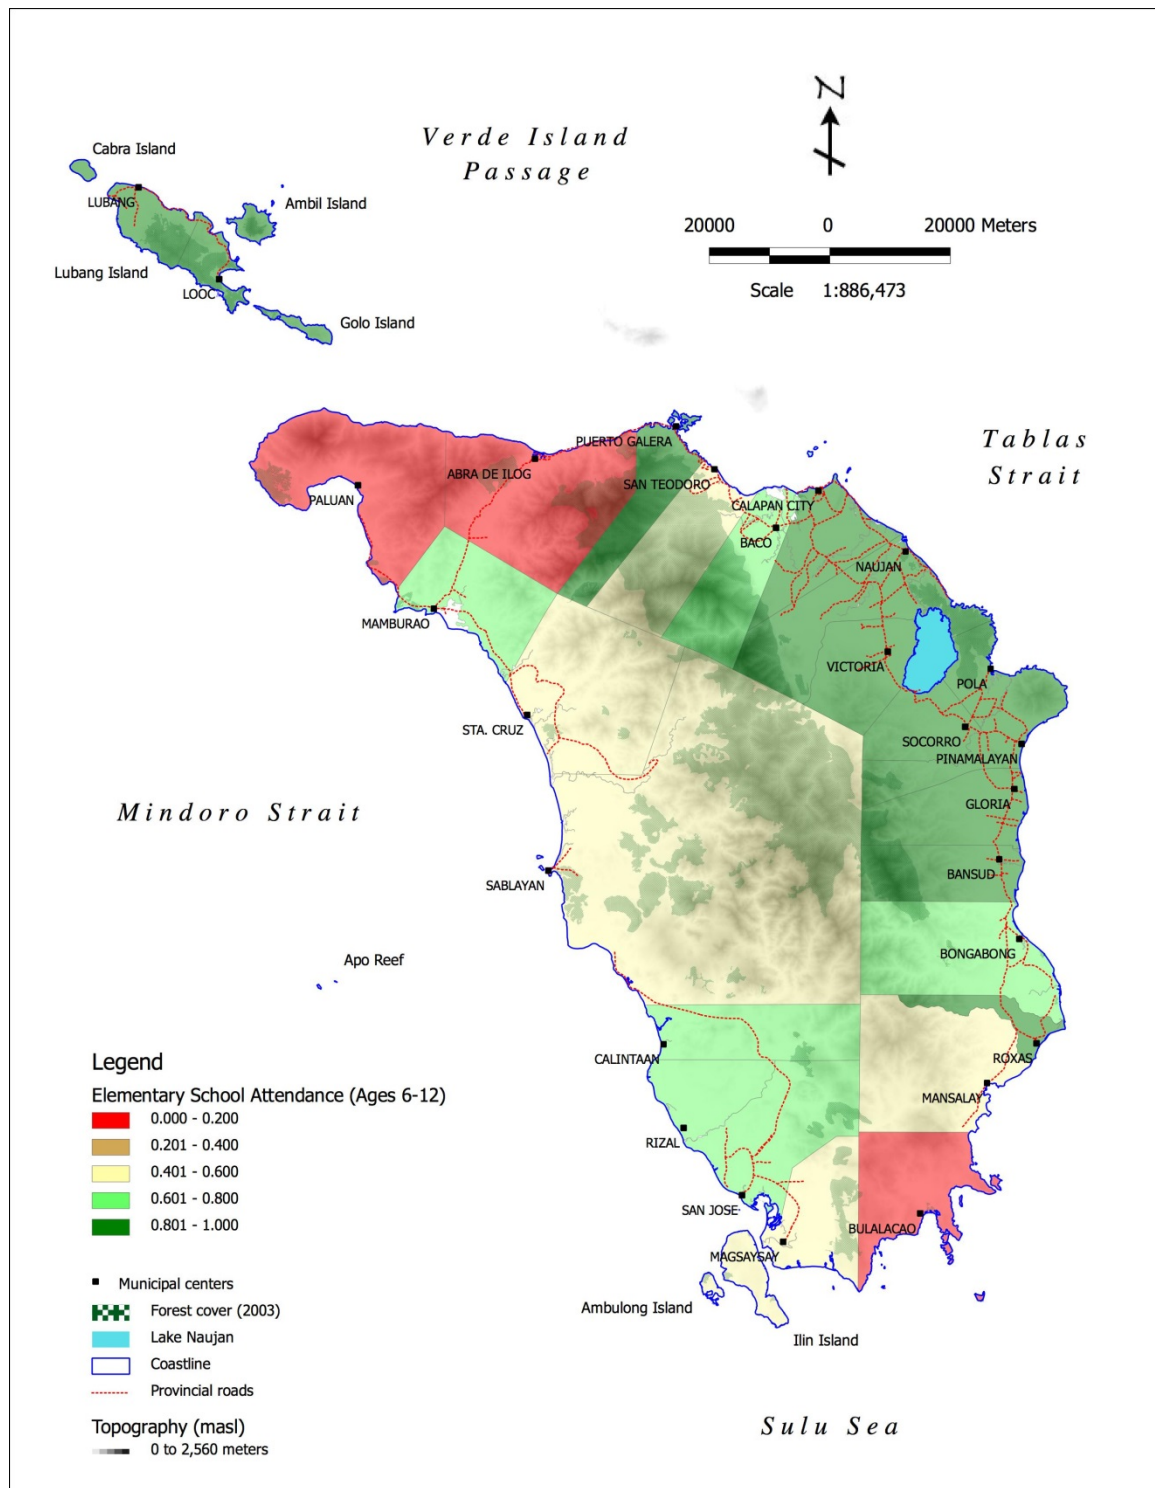 Verde Island
Passage
N
Cabra Island
LUBANG
Ambil Island
Lubang Island
LOOC
Golo Island
20000 0 20000 Meters
Scale 1:886,473
Tablas
Strait
PUERTO GALERA
ABRA DE ILOG
SAN TEODORO
PALUAN
CALAPAN CITY
BACO
NAUJAN
MAMBURAO
VICTORIA
POLA
STA. CRUZ
SOCORRO
PINAMALAYAN
GLORIA
Mindoro Strait
BANSUD
SABLAYAN
BONGABONG
Apo Reef
CALINTAAN
ROXAS
MANSALAY
RIZAL
SAN JOSE
BULALACAO
MAGSAYSAY
Ambulong Island
Ilin Island
Sulu Sea
Legend
Elementary School Attendance (Ages 6-12)
0.000 - 0.200
0.201 - 0.400
0.401 - 0.600
0.601 - 0.800
0.801 - 1.000
Municipal centers
Forest cover (2003)
Lake Naujan
Coastline
Provincial roads
Topography (masl)
0 to 2,560 meters